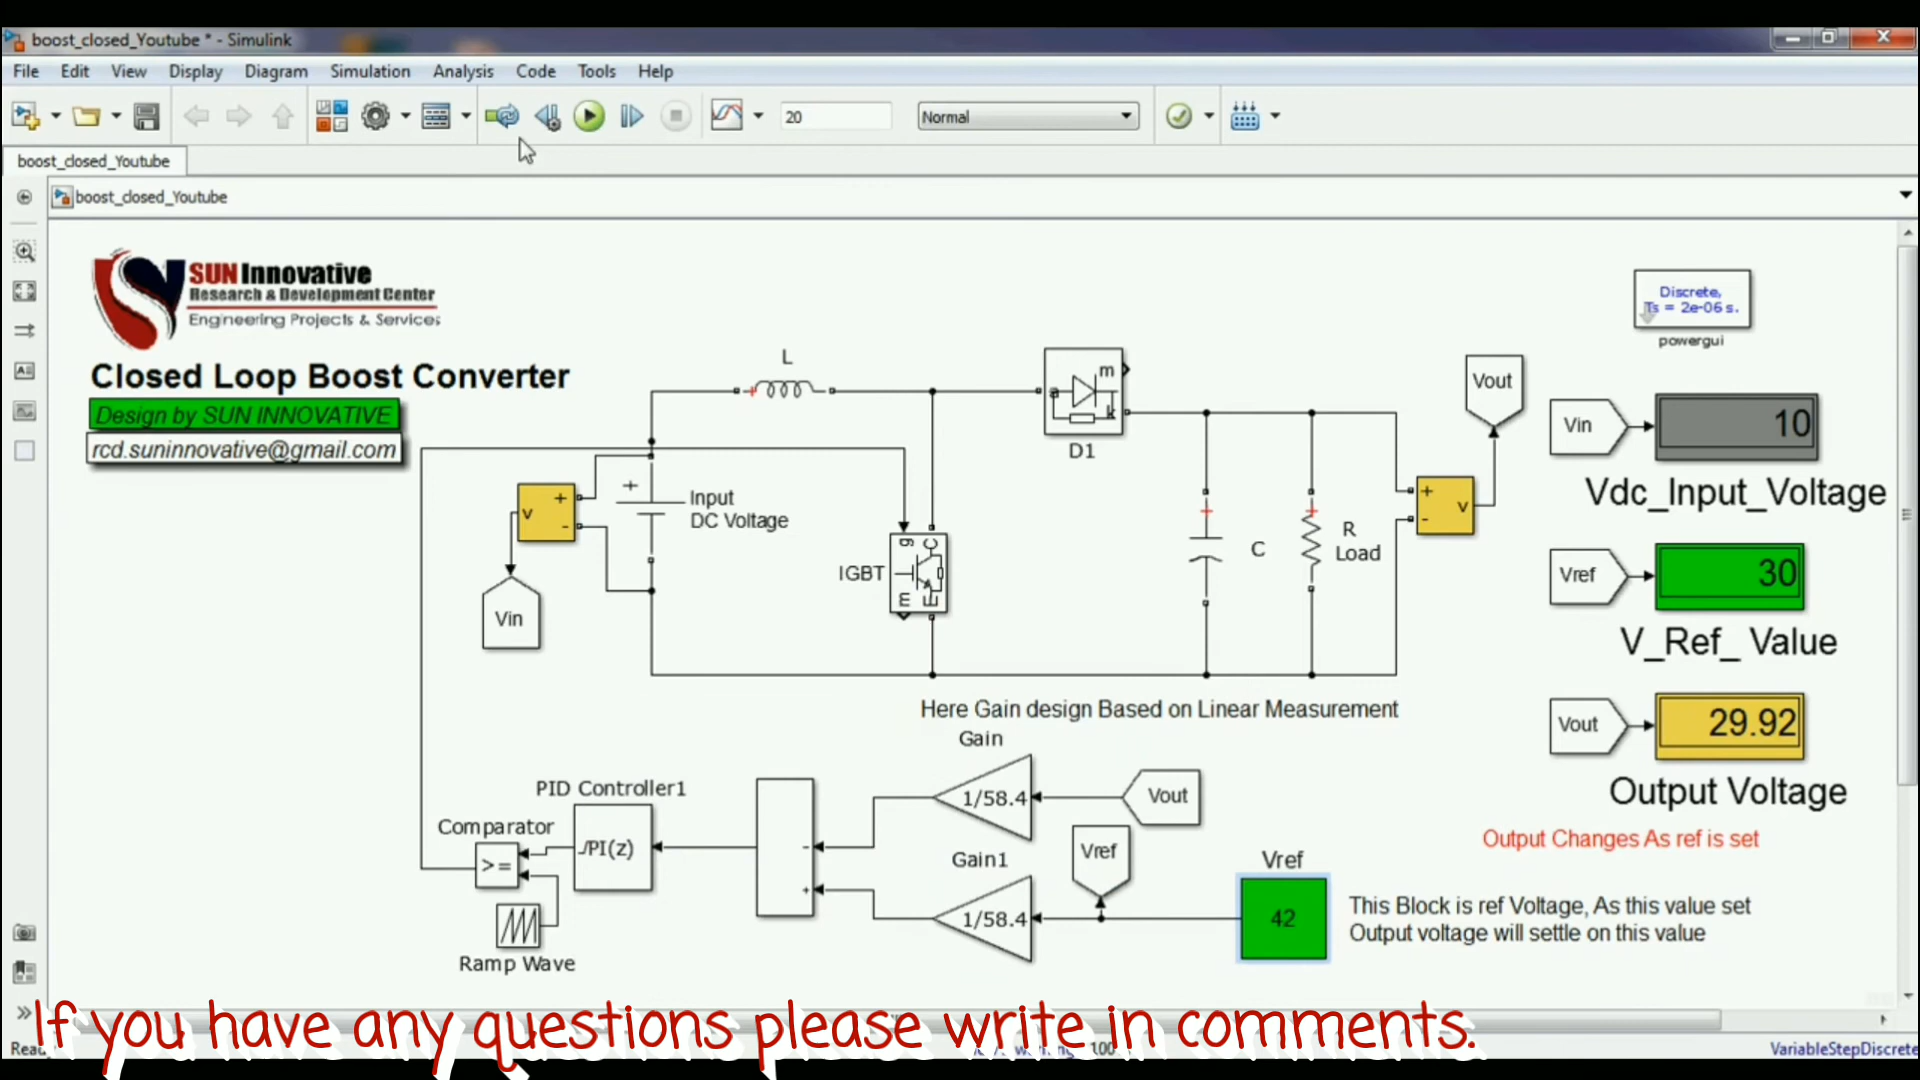 boost_closed_Youtube * - Simulink
File Edit View Display Diagram Simulation Analysis Code Tools Help
20 Normal
boost_closed_Youtube
boost_closed_Youtube
SUN Innovative
Research & Development Center
Engineering Projects & Services
Closed Loop Boost Converter
Design by SUN INNOVATIVE
rcd.suninnovative@gmail.com
Discrete,
Ts = 2e-06 s.
powergui
L
m
a
k
D1
Vout
Vin
10
Vdc_Input_Voltage
+
v
-
+
Input
DC Voltage
Vin
IGBT
g C
m E
C
R
Load
+
v
-
Vref
30
V_Ref_ Value
Vout
29.92
Output Voltage
Output Changes As ref is set
Here Gain design Based on Linear Measurement
Gain
1/58.4
Vout
PID Controller1
PI(z)
Comparator
>=
Ramp Wave
-
+
Gain1
1/58.4
Vref
Vref
42
This Block is ref Voltage, As this value set
Output voltage will settle on this value
If you have any questions please write in comments.
VariableStepDiscrete